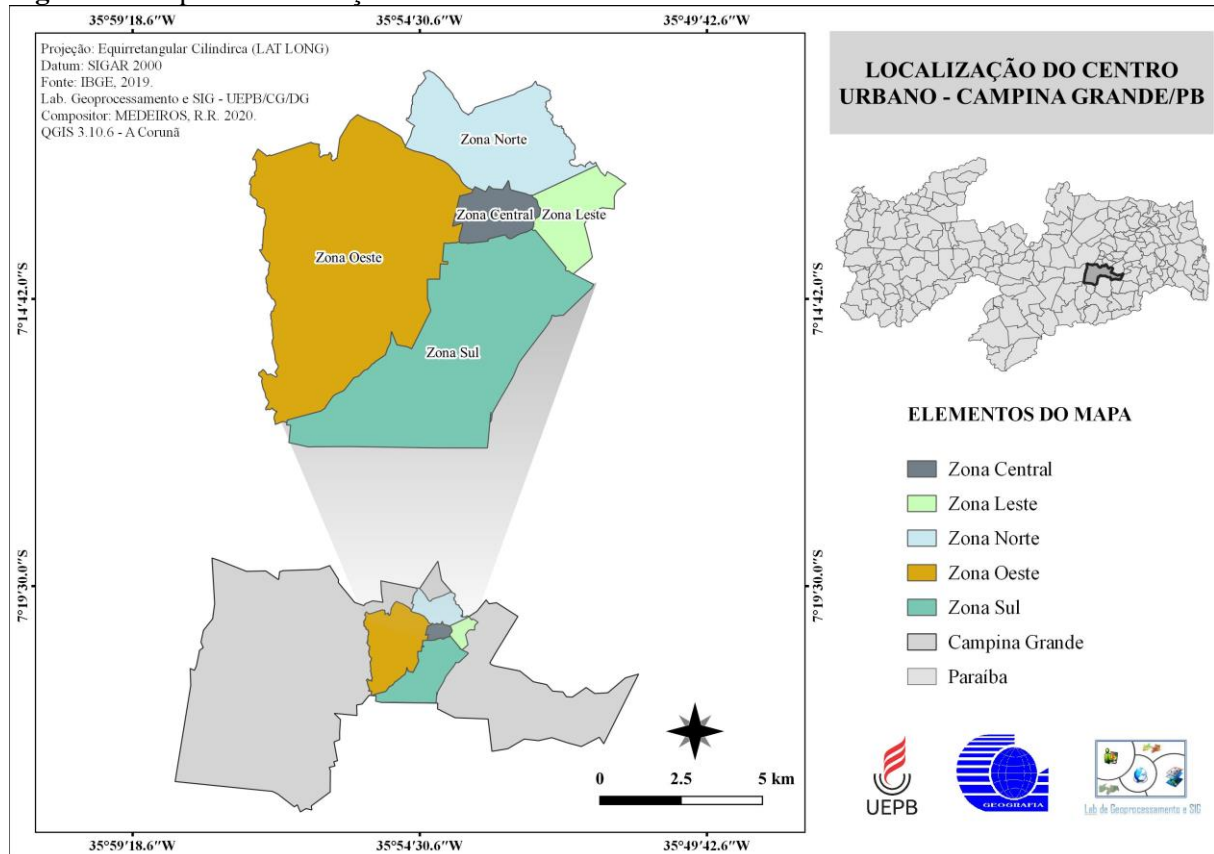 35°59'18.6"W 35°54'30.6"W 35°49'42.6"W
Projeção: Equirretangular Cilíndirca (LAT LONG)
Datum: SIGAR 2000
Fonte: IBGE, 2019.
Lab. Geoprocessamento e SIG - UEPB/CG/DG
Compositor: MEDEIROS, R.R. 2020.
QGIS 3.10.6 - A Corunã
Zona Norte
Zona Central
Zona Leste
Zona Oeste
Zona Sul
7°14'42.0"S
7°14'42.0"S
7°19'30.0"S
7°19'30.0"S
0 2.5 5 km
35°59'18.6"W 35°54'30.6"W 35°49'42.6"W
LOCALIZAÇÃO DO CENTRO
URBANO - CAMPINA GRANDE/PB
ELEMENTOS DO MAPA
Zona Central
Zona Leste
Zona Norte
Zona Oeste
Zona Sul
Campina Grande
Paraíba
UEPB
GEOGRAFIA
Lab de Geoprocessamento e SIG